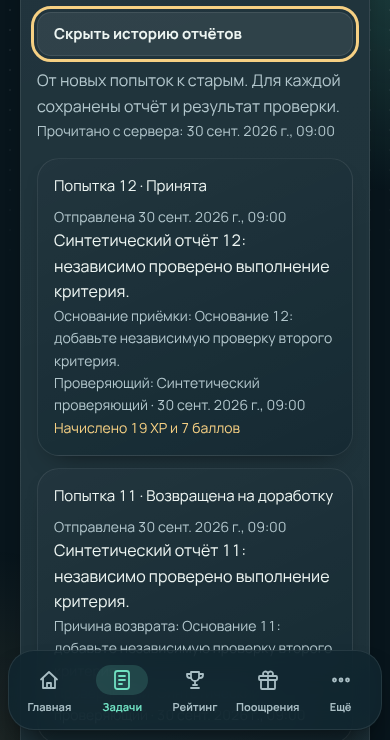 Скрыть историю отчётов
От новых попыток к старым. Для каждой
сохранены отчёт и результат проверки.
Прочитано с сервера: 30 сент. 2026 г., 09:00
Попытка 12 · Принята
Отправлена 30 сент. 2026 г., 09:00
Синтетический отчёт 12:
независимо проверено выполнение
критерия.
Основание приёмки: Основание 12:
добавьте независимую проверку второго
критерия.
Проверяющий: Синтетический
проверяющий · 30 сент. 2026 г., 09:00
Начислено 19 XP и 7 баллов
Попытка 11 · Возвращена на доработку
Отправлена 30 сент. 2026 г., 09:00
Синтетический отчёт 11:
независимо проверено выполнение
критерия.
Причина возврата: Основание 11:
добавьте независимую проверку второго
Главная Задачи Рейтинг Поощрения Ещё